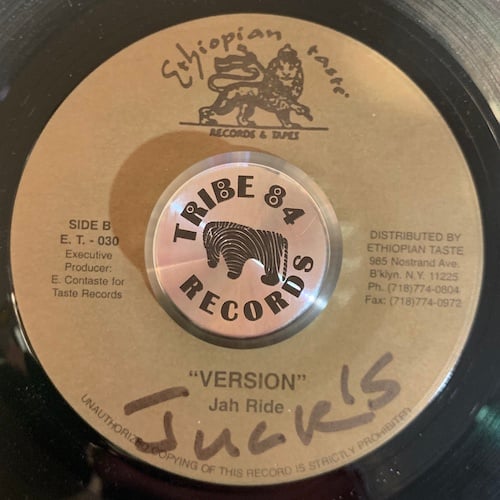 Ethiopian taste
RECORDS & TAPES
TRIBE 84
RECORDS
SIDE B
E. T. - 030
Executive
Producer:
E. Contaste for
Taste Records
DISTRIBUTED BY
ETHIOPIAN TASTE
985 Nostrand Ave.
B'klyn. N.Y. 11225
Ph. (718)774-0804
Fax: (718)774-0972
"VERSION"
Jah Ride
Juck's
UNAUTHORIZED COPYING OF THIS RECORD IS STRICTLY PROHIBITED